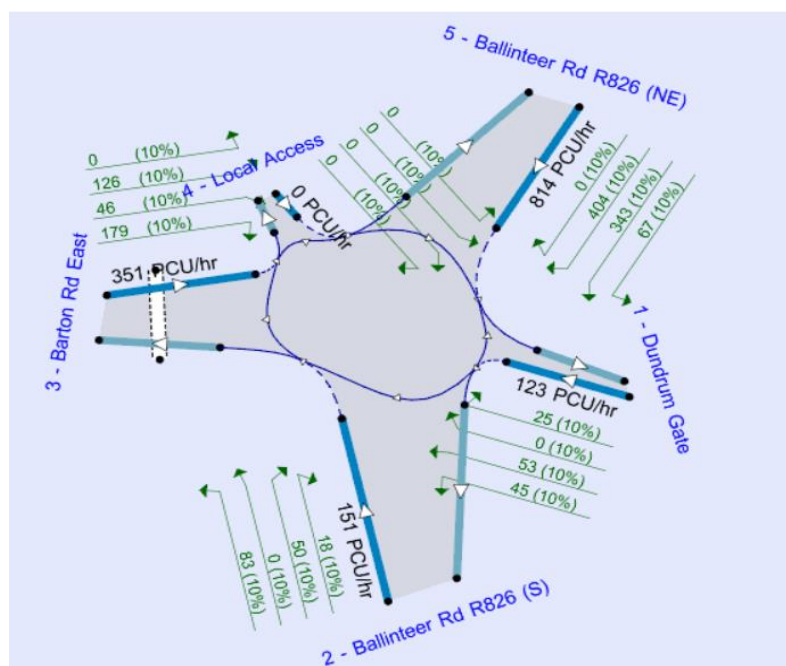 5 - Ballinteer Rd R826 (NE)
814 PCU/hr
0 (10%)
404 (10%)
343 (10%)
67 (10%)
0 (10%)
0 (10%)
0 (10%)
0 (10%)
4 - Local Access
0 PCU/hr
0 (10%)
126 (10%)
46 (10%)
179 (10%)
351 PCU/hr
3 - Barton Rd East
1 - Dundrum Gate
123 PCU/hr
25 (10%)
0 (10%)
53 (10%)
45 (10%)
151 PCU/hr
83 (10%)
0 (10%)
50 (10%)
18 (10%)
2 - Ballinteer Rd R826 (S)